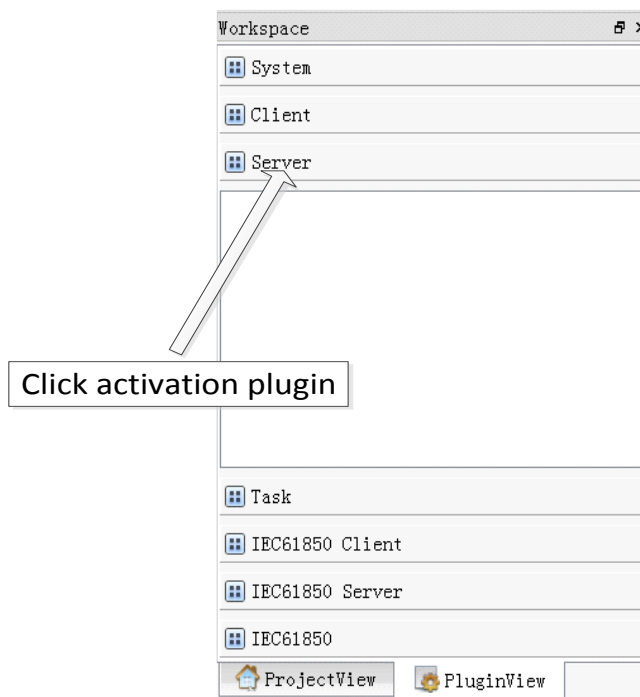 Workspace
System
Client
Server
Click activation plugin
Task
IEC61850 Client
IEC61850 Server
IEC61850
ProjectView PluginView